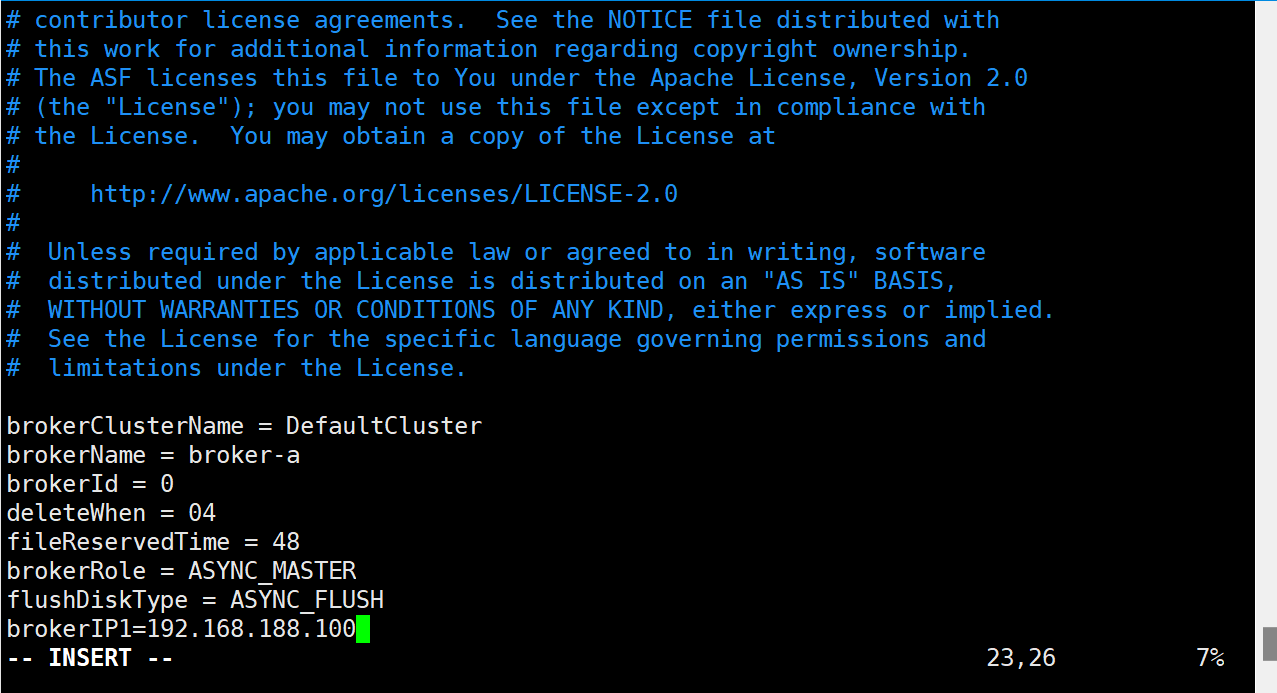 # contributor license agreements.  See the NOTICE file distributed with
# this work for additional information regarding copyright ownership.
# The ASF licenses this file to You under the Apache License, Version 2.0
# (the "License"); you may not use this file except in compliance with
# the License.  You may obtain a copy of the License at
#
#     http://www.apache.org/licenses/LICENSE-2.0
#
#  Unless required by applicable law or agreed to in writing, software
#  distributed under the License is distributed on an "AS IS" BASIS,
#  WITHOUT WARRANTIES OR CONDITIONS OF ANY KIND, either express or implied.
#  See the License for the specific language governing permissions and
#  limitations under the License.

brokerClusterName = DefaultCluster
brokerName = broker-a
brokerId = 0
deleteWhen = 04
fileReservedTime = 48
brokerRole = ASYNC_MASTER
flushDiskType = ASYNC_FLUSH
brokerIP1=192.168.188.100
-- INSERT -- 23,26 7%